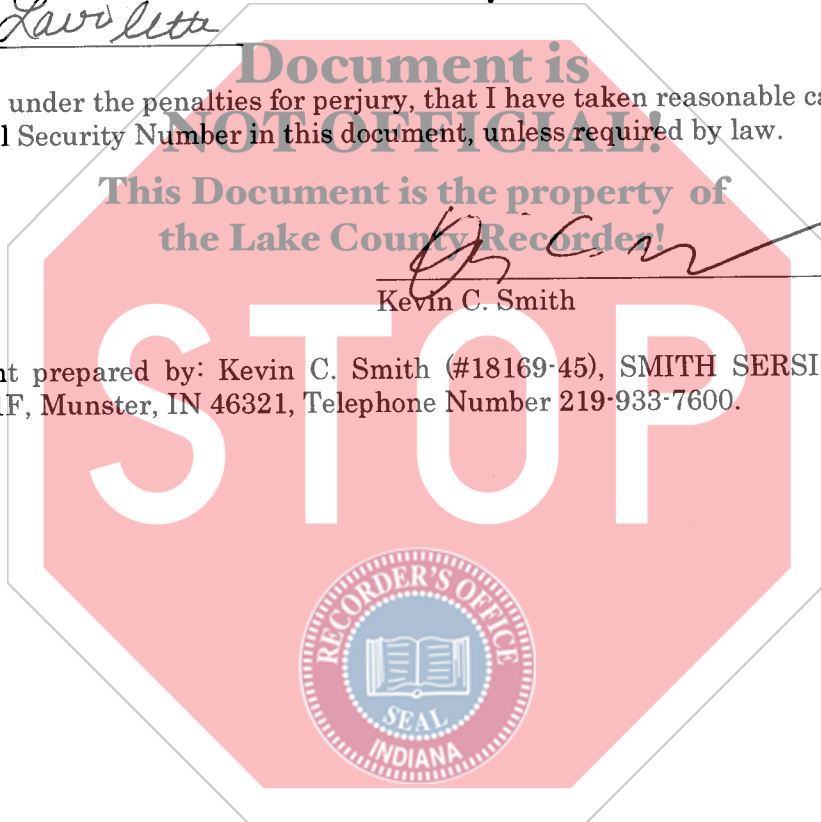 Document is
under the penalties for perjury, that I have taken reasonable ca
l Security Number in this document, unless required by law.
NOT OFFICIAL!
This Document is the property of
the Lake County Recorder!
Kevin C. Smith
STOP
nt prepared by: Kevin C. Smith (#18169-45), SMITH SERSI
F, Munster, IN 46321, Telephone Number 219-933-7600.
RECORDER'S OFFICE
SEAL
INDIANA